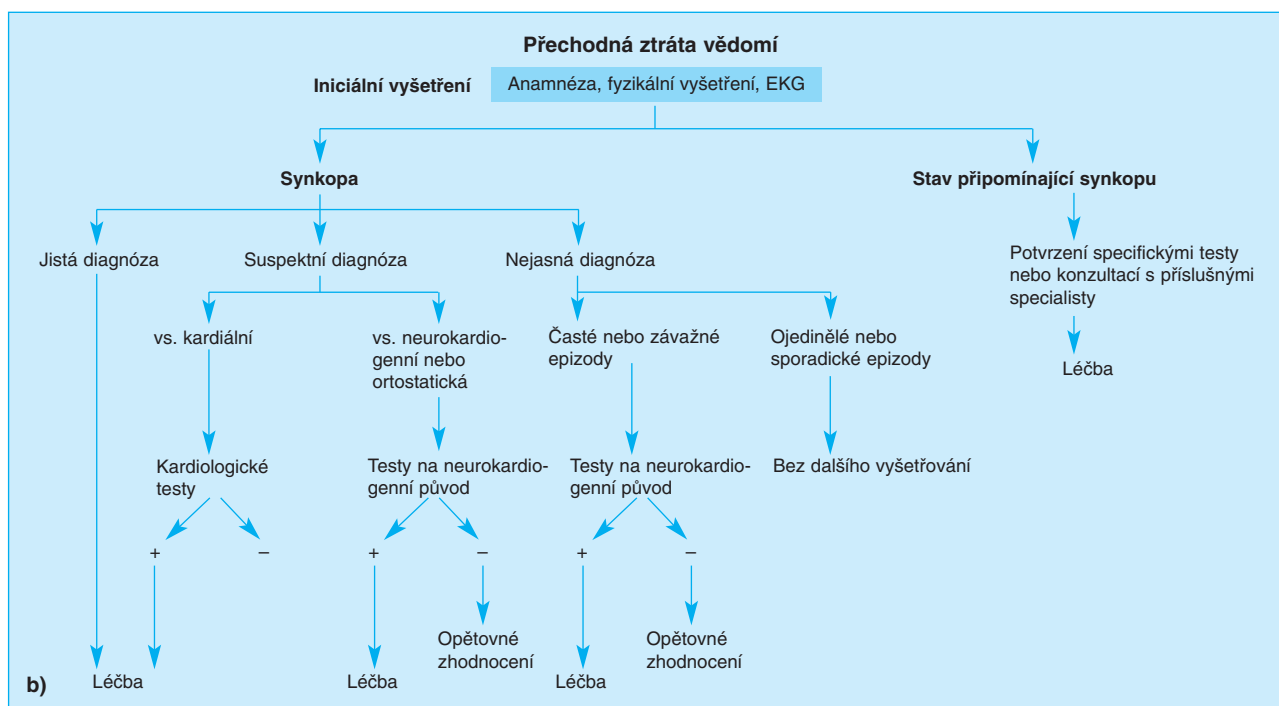 Přechodná ztráta vědomí
Iniciální vyšetření
Anamnéza, fyzikální vyšetření, EKG
Synkopa
Stav připomínající synkopu
Jistá diagnóza
Suspektní diagnóza
Nejasná diagnóza
Potvrzení specifickými testy
nebo konzultací s příslušnými
specialisty
vs. kardiální
vs. neurokardio-
genní nebo
ortostatická
Časté nebo závažné
epizody
Ojedinělé nebo
sporadické epizody
Léčba
Kardiologické
testy
Testy na neurokardio-
genní původ
Testy na neurokardio-
genní původ
Bez dalšího vyšetřování
+
–
+
–
+
–
Opětovné
zhodnocení
Opětovné
zhodnocení
b)
Léčba
Léčba
Léčba